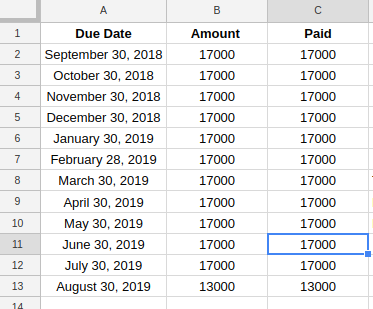 A B C
1 Due Date Amount Paid
2 September 30, 2018 17000 17000
3 October 30, 2018 17000 17000
4 November 30, 2018 17000 17000
5 December 30, 2018 17000 17000
6 January 30, 2019 17000 17000
7 February 28, 2019 17000 17000
8 March 30, 2019 17000 17000
9 April 30, 2019 17000 17000
10 May 30, 2019 17000 17000
11 June 30, 2019 17000 17000
12 July 30, 2019 17000 17000
13 August 30, 2019 13000 13000
14